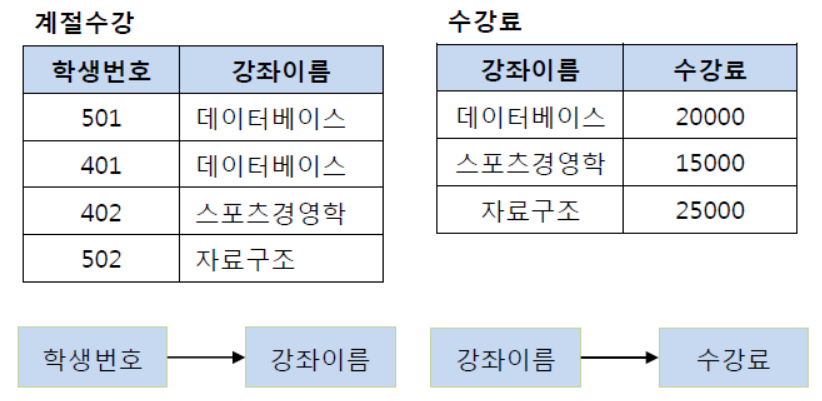 계절수강
학생번호 강좌이름
501 데이터베이스
401 데이터베이스
402 스포츠경영학
502 자료구조
수강료
강좌이름 수강료
데이터베이스 20000
스포츠경영학 15000
자료구조 25000
학생번호 강좌이름
강좌이름 수강료